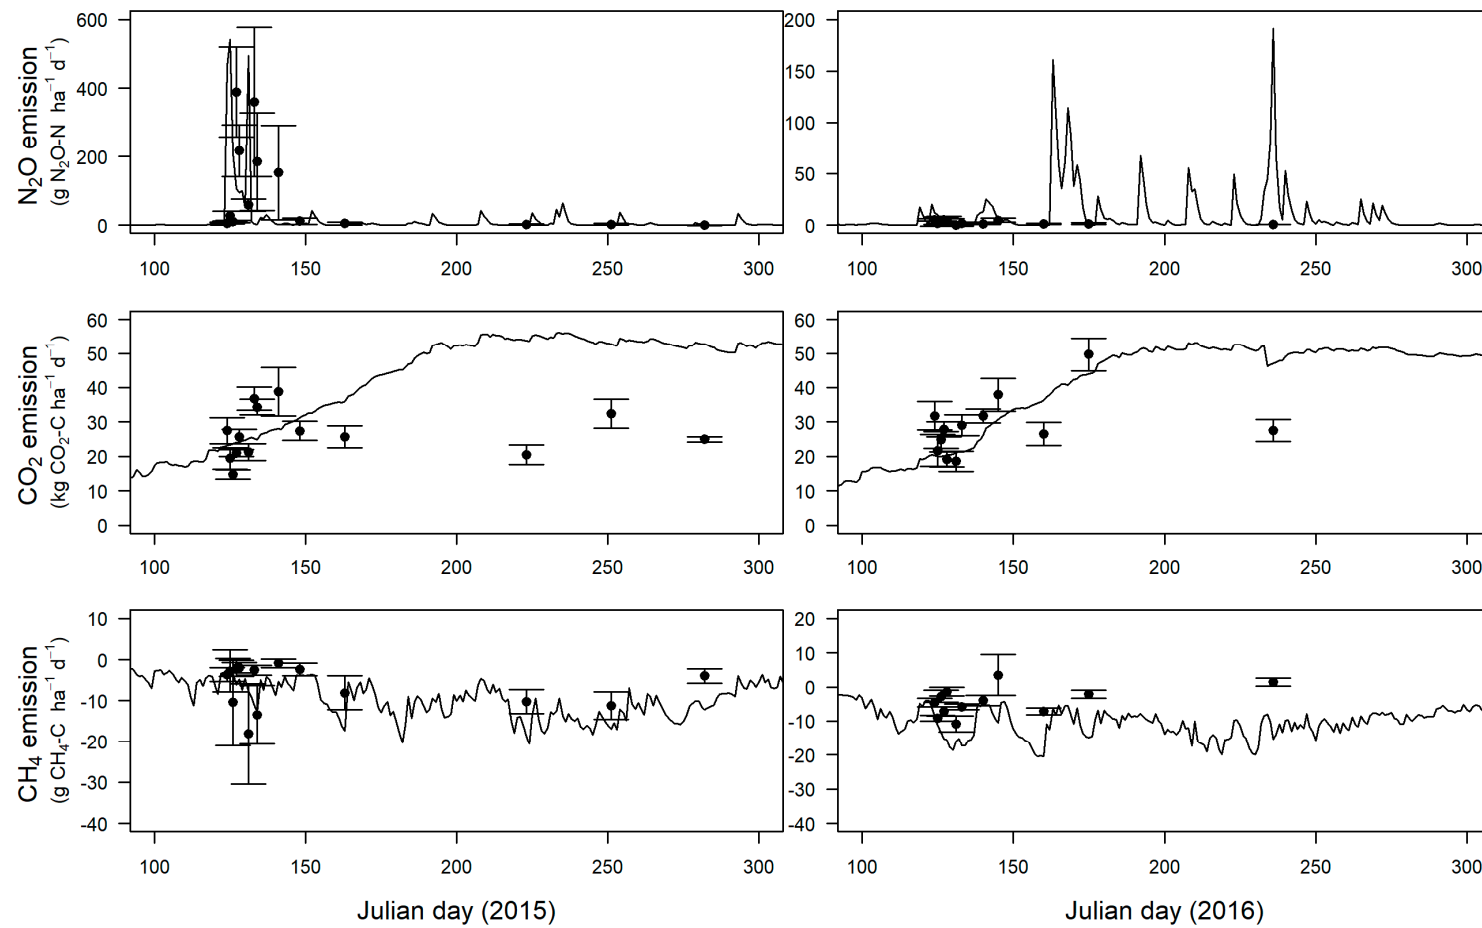 N₂O emission
(g N₂O-N ha⁻¹ d⁻¹)
600
400
200
0
100 150 200 250 300
200
150
100
50
0
100 150 200 250 300
CO₂ emission
(kg CO₂-C ha⁻¹ d⁻¹)
60
50
40
30
20
10
0
100 150 200 250 300
60
50
40
30
20
10
0
100 150 200 250 300
CH₄ emission
(g CH₄-C ha⁻¹ d⁻¹)
10
0
-10
-20
-30
-40
100 150 200 250 300
20
10
0
-10
-20
-30
-40
100 150 200 250 300
Julian day (2015)
Julian day (2016)